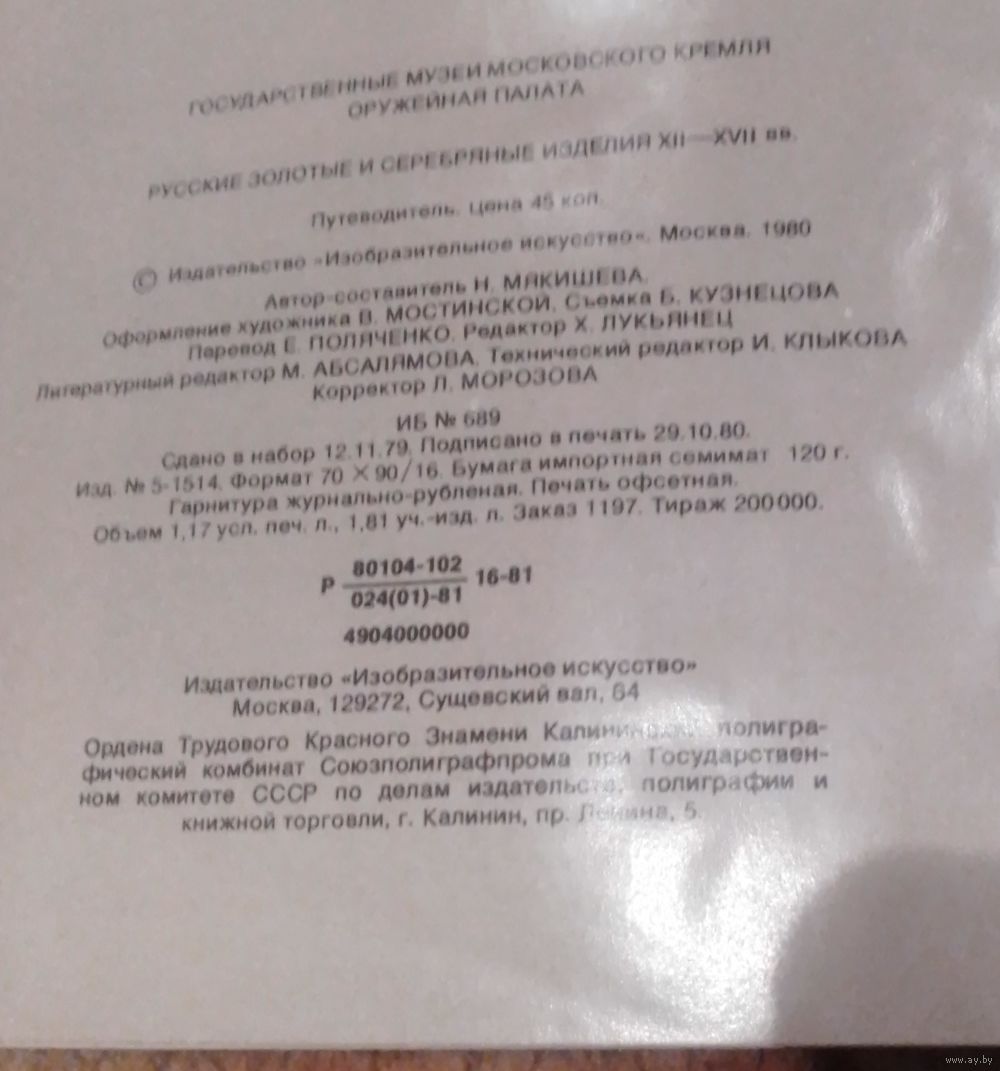 ГОСУДАРСТВЕННЫЕ МУЗЕИ МОСКОВСКОГО КРЕМЛЯ
ОРУЖЕЙНАЯ ПАЛАТА
РУССКИЕ ЗОЛОТЫЕ И СЕРЕБРЯНЫЕ ИЗДЕЛИЯ XII—XVII вв.
Путеводитель. Цена 45 коп.
© Издательство «Изобразительное искусство». Москва. 1980
Автор-составитель Н. МЯКИШЕВА.
Оформление художника В. МОСТИНСКОЙ. Съемка Б. КУЗНЕЦОВА
Перевод Е. ПОЛЯЧЕНКО. Редактор Х. ЛУКЬЯНЕЦ
Литературный редактор М. АБСАЛЯМОВА. Технический редактор И. КЛЫКОВА
Корректор Л. МОРОЗОВА
ИБ № 689
Сдано в набор 12.11.79. Подписано в печать 29.10.80.
Изд. № 5-1514. Формат 70 × 90/16. Бумага импортная семимат 120 г.
Гарнитура журнально-рубленая. Печать офсетная.
Объем 1,17 усл. печ. л., 1,81 уч.-изд. л. Заказ 1197. Тираж 200 000.
Р 80104-102 16-81
024(01)-81
4904000000
Издательство «Изобразительное искусство»
Москва, 129272, Сущевский вал, 64
Ордена Трудового Красного Знамени Калининский полигра-
фический комбинат Союзполиграфпрома при Государствен-
ном комитете СССР по делам издательств, полиграфии и
книжной торговли, г. Калинин, пр. Ленина, 5.
www.ay.by